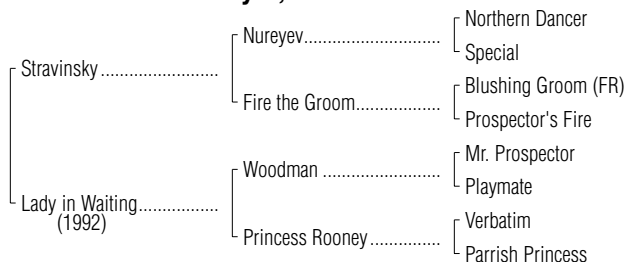 Northern Dancer
Nureyev
Special
Stravinsky
Blushing Groom (FR)
Fire the Groom
Prospector's Fire
Mr. Prospector
Woodman
Playmate
Lady in Waiting
(1992)
Verbatim
Princess Rooney
Parrish Princess